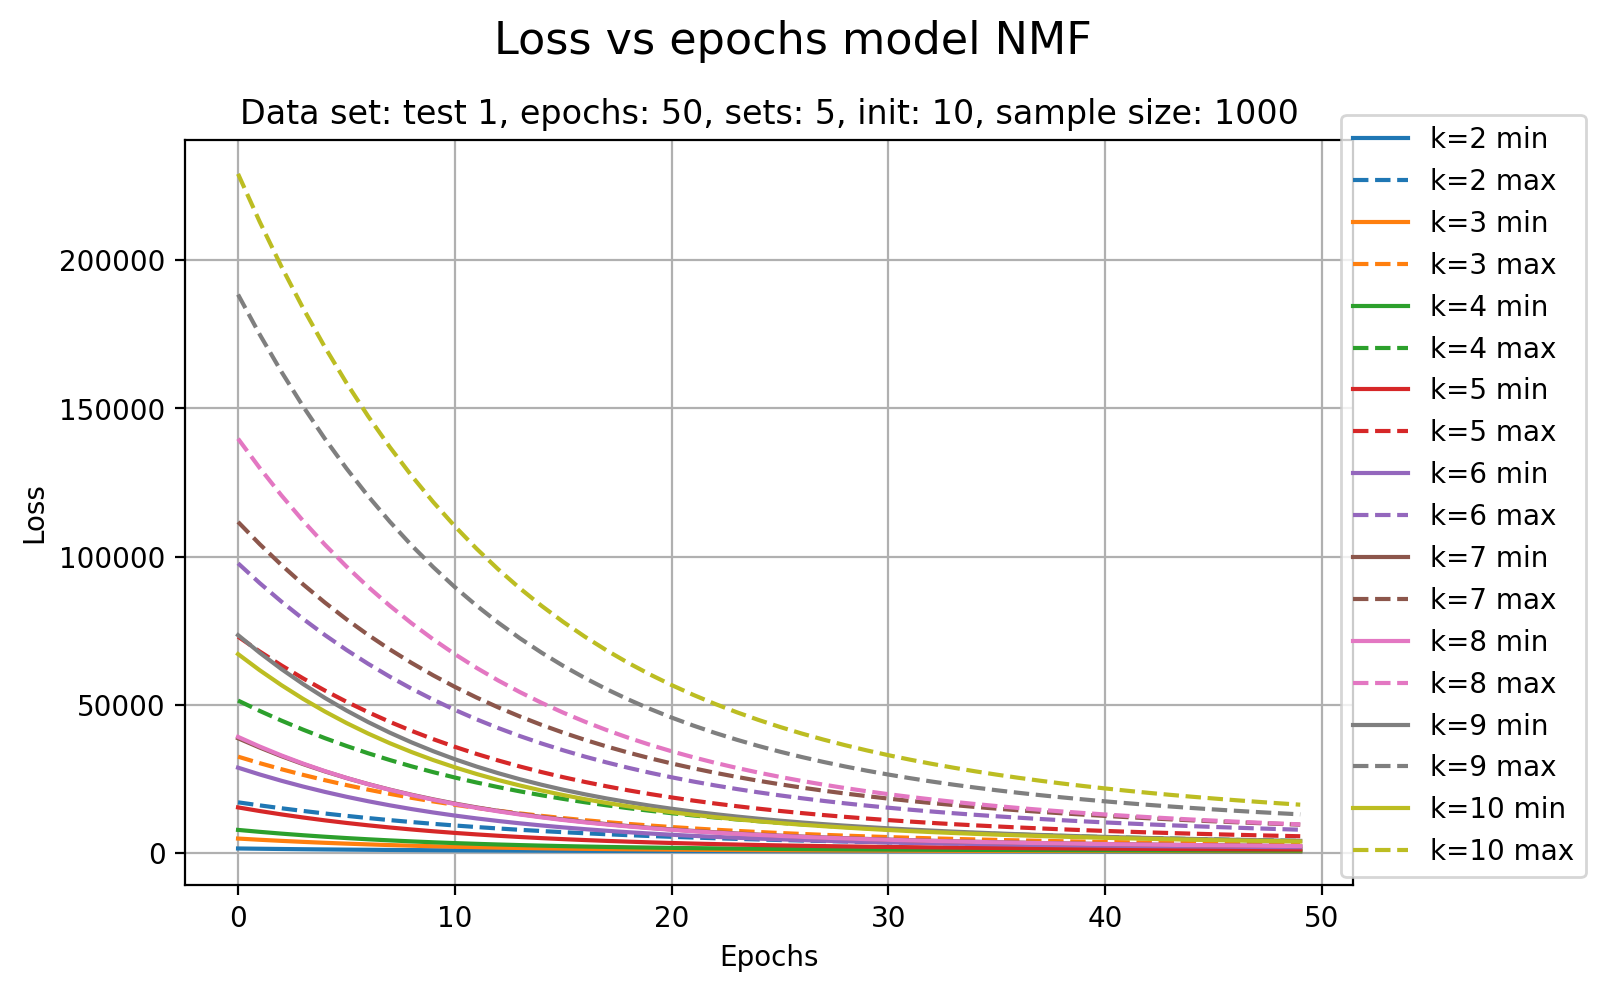 Loss vs epochs model NMF
Data set: test 1, epochs: 50, sets: 5, init: 10, sample size: 1000
Loss
200000
150000
100000
50000
0
0 10 20 30 40 50
Epochs
k=2 min
k=2 max
k=3 min
k=3 max
k=4 min
k=4 max
k=5 min
k=5 max
k=6 min
k=6 max
k=7 min
k=7 max
k=8 min
k=8 max
k=9 min
k=9 max
k=10 min
k=10 max